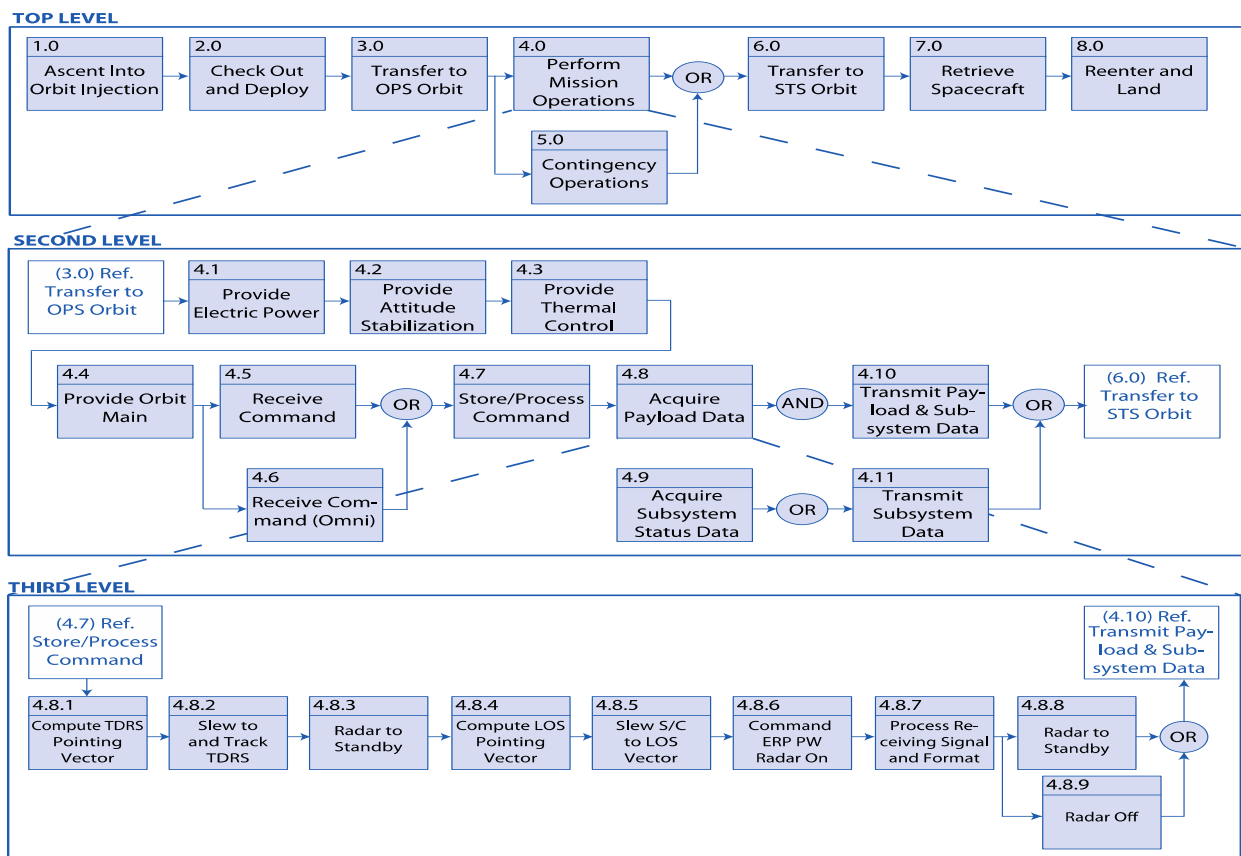 TOP LEVEL
1.0
Ascent Into
Orbit Injection
2.0
Check Out
and Deploy
3.0
Transfer to
OPS Orbit
4.0
Perform
Mission
Operations
OR
6.0
Transfer to
STS Orbit
7.0
Retrieve
Spacecraft
8.0
Reenter and
Land
5.0
Contingency
Operations
SECOND LEVEL
(3.0) Ref.
Transfer to
OPS Orbit
4.1
Provide
Electric Power
4.2
Provide
Attitude
Stabilization
4.3
Provide
Thermal
Control
4.4
Provide Orbit
Main
4.5
Receive
Command
OR
4.7
Store/Process
Command
4.8
Acquire
Payload Data
AND
4.10
Transmit Pay-
load & Sub-
system Data
OR
(6.0) Ref.
Transfer to
STS Orbit
4.6
Receive Com-
mand (Omni)
4.9
Acquire
Subsystem
Status Data
OR
4.11
Transmit
Subsystem
Data
THIRD LEVEL
(4.7) Ref.
Store/Process
Command
(4.10) Ref.
Transmit Pay-
load & Sub-
system Data
4.8.1
Compute TDRS
Pointing
Vector
4.8.2
Slew to
and Track
TDRS
4.8.3
Radar to
Standby
4.8.4
Compute LOS
Pointing
Vector
4.8.5
Slew S/C
to LOS
Vector
4.8.6
Command
ERP PW
Radar On
4.8.7
Process Re-
ceiving Signal
and Format
4.8.8
Radar to
Standby
OR
4.8.9
Radar Off